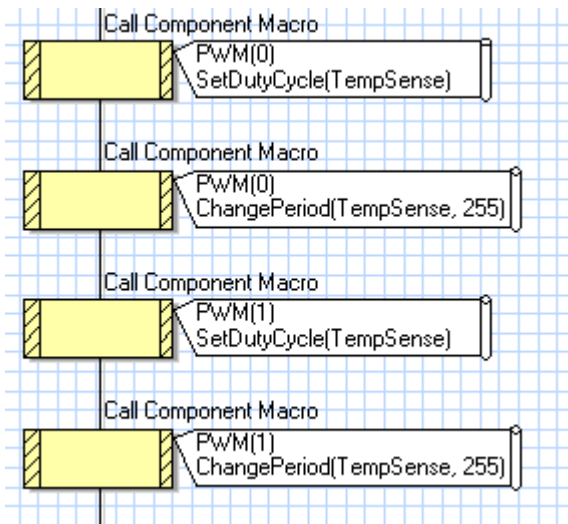 Call Component Macro
PWM(0)
SetDutyCycle(TempSense)
Call Component Macro
PWM(0)
ChangePeriod(TempSense, 255)
Call Component Macro
PWM(1)
SetDutyCycle(TempSense)
Call Component Macro
PWM(1)
ChangePeriod(TempSense, 255)